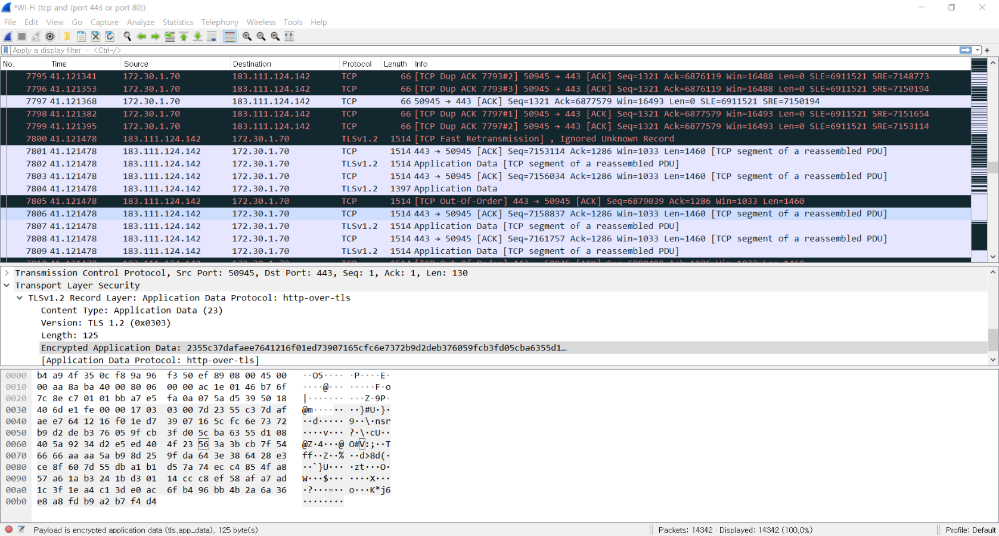 *Wi-Fi (tcp and (port 443 or port 80))
File Edit View Go Capture Analyze Statistics Telephony Wireless Tools Help
Apply a display filter ··· <Ctrl-/>
No. Time Source Destination Protocol Length Info
7795 41.121341 172.30.1.70 183.111.124.142 TCP 66 [TCP Dup ACK 7793#2] 50945 → 443 [ACK] Seq=1321 Ack=6876119 Win=16488 Len=0 SLE=6911521 SRE=7148773
7796 41.121353 172.30.1.70 183.111.124.142 TCP 66 [TCP Dup ACK 7793#3] 50945 → 443 [ACK] Seq=1321 Ack=6876119 Win=16488 Len=0 SLE=6911521 SRE=7150194
7797 41.121368 172.30.1.70 183.111.124.142 TCP 66 50945 → 443 [ACK] Seq=1321 Ack=6877579 Win=16493 Len=0 SLE=6911521 SRE=7150194
7798 41.121382 172.30.1.70 183.111.124.142 TCP 66 [TCP Dup ACK 7797#1] 50945 → 443 [ACK] Seq=1321 Ack=6877579 Win=16493 Len=0 SLE=6911521 SRE=7151654
7799 41.121395 172.30.1.70 183.111.124.142 TCP 66 [TCP Dup ACK 7797#2] 50945 → 443 [ACK] Seq=1321 Ack=6877579 Win=16493 Len=0 SLE=6911521 SRE=7153114
7800 41.121478 183.111.124.142 172.30.1.70 TLSv1.2 1514 [TCP Fast Retransmission] , Ignored Unknown Record
7801 41.121478 183.111.124.142 172.30.1.70 TCP 1514 443 → 50945 [ACK] Seq=7153114 Ack=1286 Win=1033 Len=1460 [TCP segment of a reassembled PDU]
7802 41.121478 183.111.124.142 172.30.1.70 TLSv1.2 1514 Application Data [TCP segment of a reassembled PDU]
7803 41.121478 183.111.124.142 172.30.1.70 TCP 1514 443 → 50945 [ACK] Seq=7156034 Ack=1286 Win=1033 Len=1460 [TCP segment of a reassembled PDU]
7804 41.121478 183.111.124.142 172.30.1.70 TLSv1.2 1397 Application Data
7805 41.121478 183.111.124.142 172.30.1.70 TCP 1514 [TCP Out-Of-Order] 443 → 50945 [ACK] Seq=6879039 Ack=1286 Win=1033 Len=1460
7806 41.121478 183.111.124.142 172.30.1.70 TCP 1514 443 → 50945 [ACK] Seq=7158837 Ack=1286 Win=1033 Len=1460 [TCP segment of a reassembled PDU]
7807 41.121478 183.111.124.142 172.30.1.70 TLSv1.2 1514 Application Data [TCP segment of a reassembled PDU]
7808 41.121478 183.111.124.142 172.30.1.70 TCP 1514 443 → 50945 [ACK] Seq=7161757 Ack=1286 Win=1033 Len=1460 [TCP segment of a reassembled PDU]
7809 41.121478 183.111.124.142 172.30.1.70 TLSv1.2 1514 Application Data [TCP segment of a reassembled PDU]
Transmission Control Protocol, Src Port: 50945, Dst Port: 443, Seq: 1, Ack: 1, Len: 130
Transport Layer Security
TLSv1.2 Record Layer: Application Data Protocol: http-over-tls
Content Type: Application Data (23)
Version: TLS 1.2 (0x0303)
Length: 125
Encrypted Application Data: 2355c37dafaee7641216f01ed73907165cfc6e7372b9d2deb376059fcb3fd05cba6355d1…
[Application Data Protocol: http-over-tls]
0000 b4 a9 4f 35 0c f8 9a 96 f3 50 ef 89 08 00 45 00 ··O5···· ·P····E·
0010 00 aa 8a ba 40 00 80 06 00 00 ac 1e 01 46 b7 6f ····@··· ·····F·o
0020 7c 8e c7 01 01 bb a7 e5 fa 0a 07 5a d5 39 50 18 |······· ···Z·9P·
0030 40 6d e1 fe 00 00 17 03 03 00 7d 23 55 c3 7d af @m······ ··}#U·}·
0040 ae e7 64 12 16 f0 1e d7 39 07 16 5c fc 6e 73 72 ··d····· 9··\·nsr
0050 b9 d2 de b3 76 05 9f cb 3f d0 5c ba 63 55 d1 08 ····v··· ?·\·cU··
0060 40 5a 92 34 d2 e5 ed 40 4f 23 56 3a 3b cb 7f 54 @Z·4···@ O#V:;··T
0070 66 66 aa aa 5a b9 8d 25 9f da 64 3e 38 64 28 e3 ff··Z··% ··d>8d(·
0080 ce 8f 60 7d 55 db a1 b1 d5 7a 74 ec c4 85 4f a8 ··`}U··· ·zt···O·
0090 57 a6 1a b3 24 1b d3 01 14 cc c8 ef 58 af a7 ad W···$··· ····X···
00a0 1c 3f 1e a4 c1 3d e0 ac 6f b4 96 bb 4b 2a 6a 36 ·?···=·· o···K*j6
00b0 e8 a8 fd b9 a2 b7 f4 d4 ········
Payload is encrypted application data (tls.app_data), 125 byte(s) Packets: 14342 · Displayed: 14342 (100.0%) Profile: Default